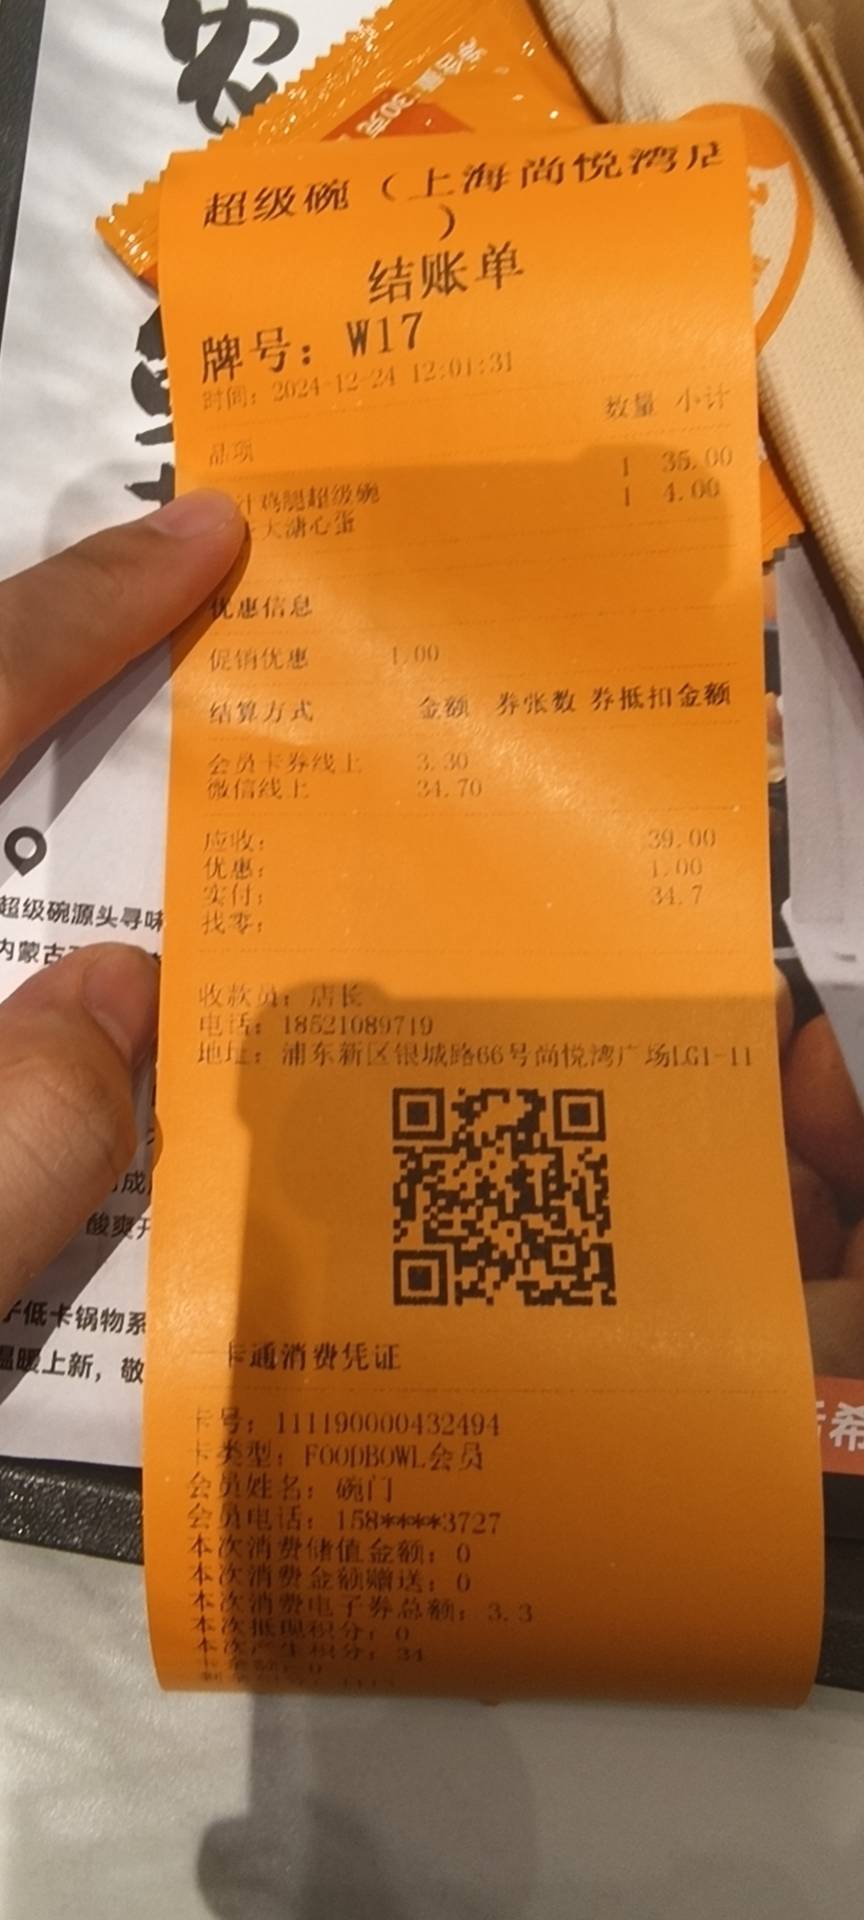 超级碗（上海尚悦湾店
）
结账单
牌号：W17
时间：2024-12-24 12:01:31
品项 数量 小计
汁鸡腿超级碗 1 35.00
大溏心蛋 1 4.00
优惠信息
促销优惠 1.00
结算方式 金额 券张数 券抵扣金额
会员卡券线上 3.30
微信线上 34.70
应收： 39.00
优惠： 1.00
实付： 34.7
找零：
收款员：店长
电话：18521089719
地址：浦东新区银城路66号尚悦湾广场LG1-11
一卡通消费凭证
卡号：111190000432494
卡类型：FOODBOWL会员
会员姓名：碗门
会员电话：158****3727
本次消费储值金额：0
本次消费金额赠送：0
本次消费电子券总额：3.3
本次抵现积分：0
本次产生积分：34
卡余额：0
超级碗源头寻味
内蒙古
酸爽开
子低卡锅物系
温暖上新，敬